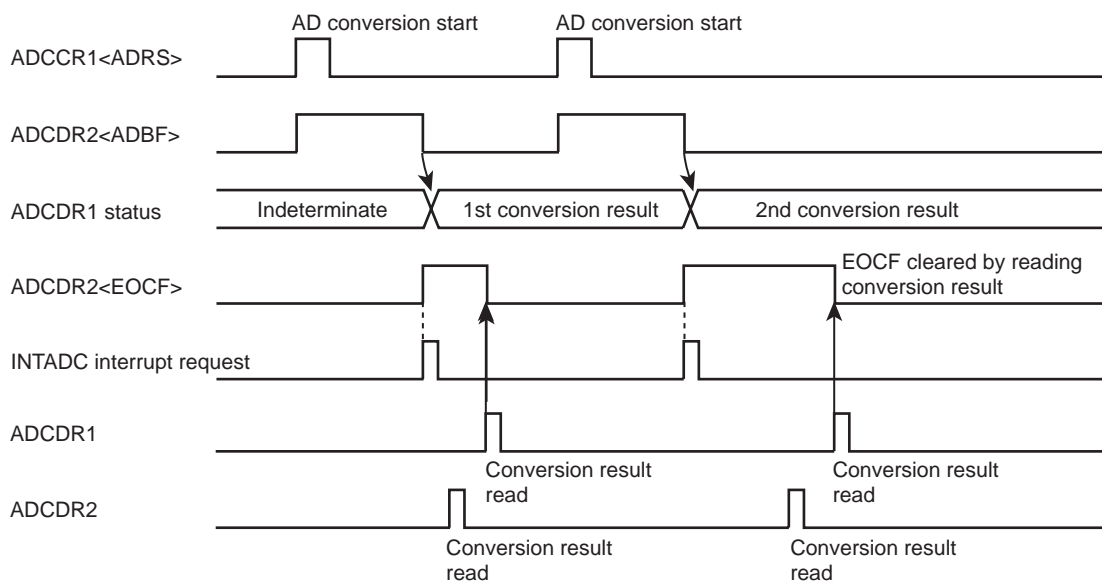 AD conversion start
AD conversion start
ADCCR1<ADRS>
ADCDR2<ADBF>
ADCDR1 status
Indeterminate
1st conversion result
2nd conversion result
ADCDR2<EOCF>
EOCF cleared by reading
conversion result
INTADC interrupt request
ADCDR1
Conversion result
read
Conversion result
read
ADCDR2
Conversion result
read
Conversion result
read